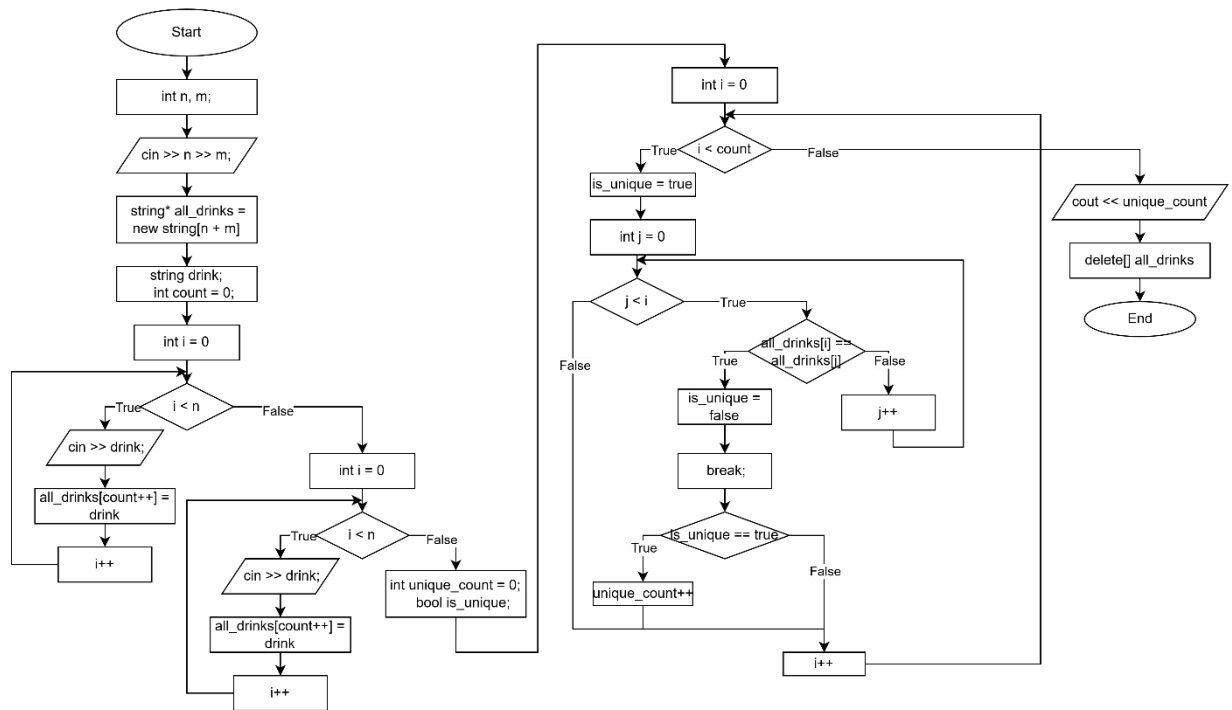 Start
int n, m;
cin >> n >> m;
string* all_drinks =
new string[n + m]
string drink;
int count = 0;
int i = 0
i < n
True
False
cin >> drink;
all_drinks[count++] =
drink
i++
int i = 0
i < n
True
False
cin >> drink;
all_drinks[count++] =
drink
i++
int unique_count = 0;
bool is_unique;
int i = 0
i < count
True
False
is_unique = true
int j = 0
j < i
True
False
all_drinks[i] ==
all_drinks[j]
True
False
is_unique =
false
j++
break;
is_unique == true
True
False
unique_count++
i++
cout << unique_count
delete[] all_drinks
End